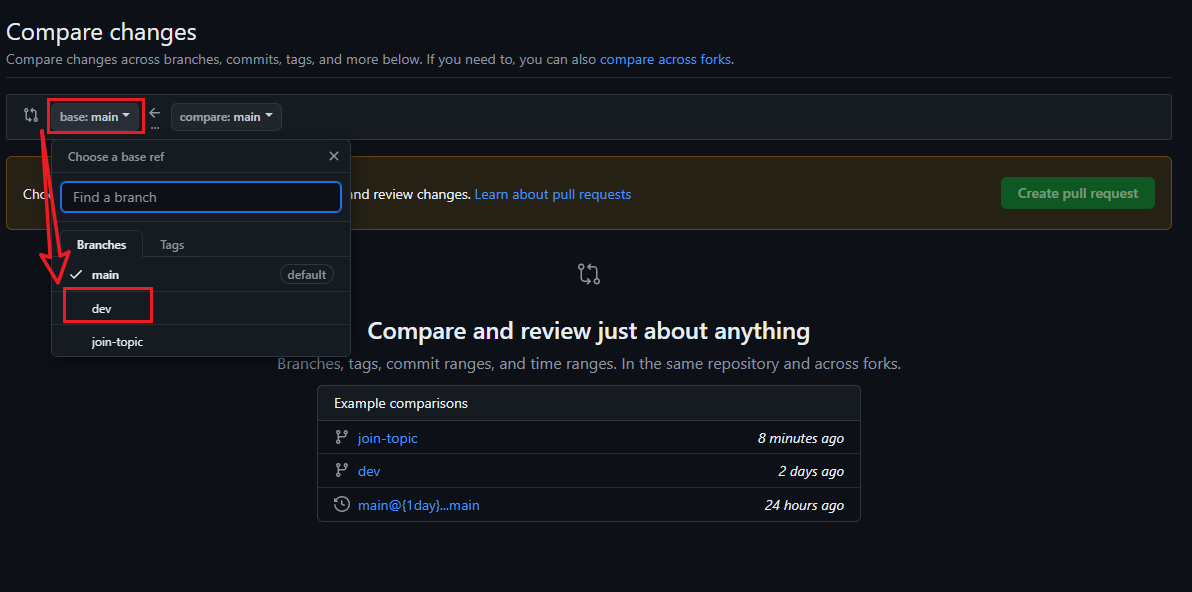 Compare changes
Compare changes across branches, commits, tags, and more below. If you need to, you can also compare across forks.
base: main
...
compare: main
Choose a base ref
Find a branch
Cho
nd review changes. Learn about pull requests
Create pull request
Branches Tags
main default
dev
join-topic
Compare and review just about anything
Branches, tags, commit ranges, and time ranges. In the same repository and across forks.
Example comparisons
join-topic 8 minutes ago
dev 2 days ago
main@{1day}...main 24 hours ago